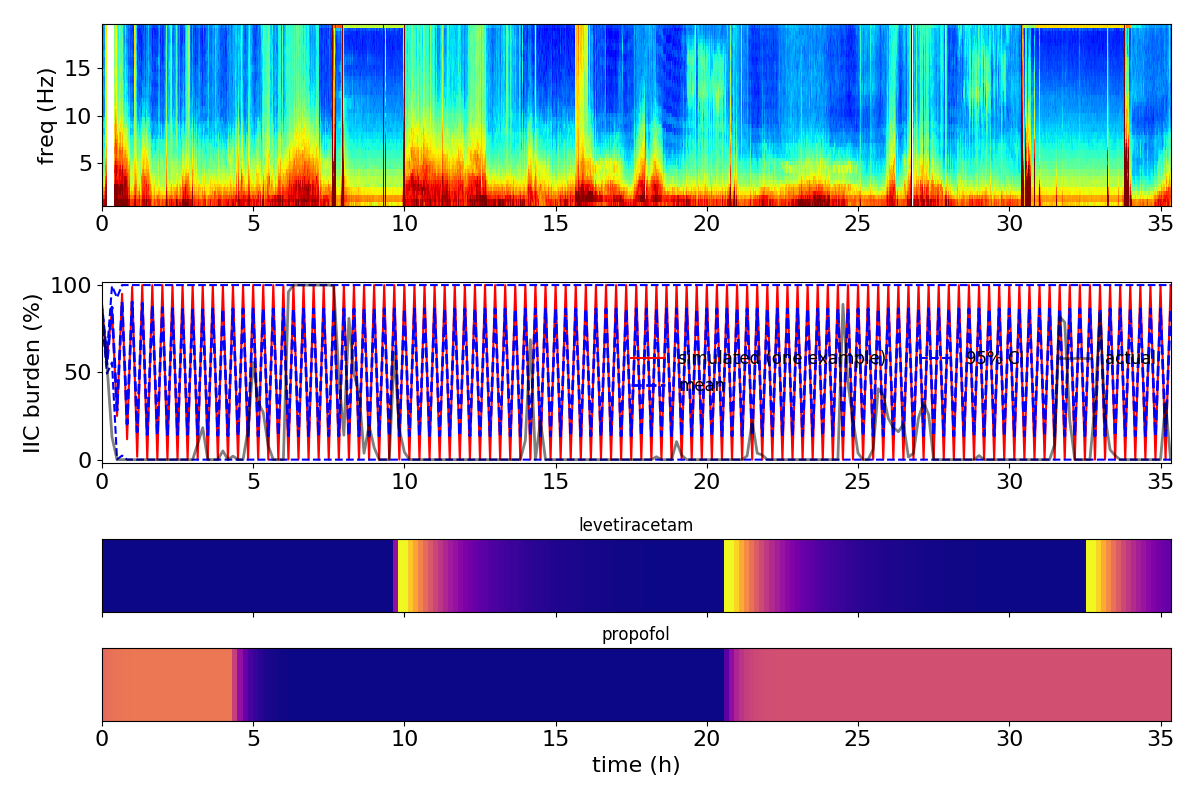 freq (Hz)
15
10
5
0 5 10 15 20 25 30 35
IIC burden (%)
100
50
0
simulated (one example) 95% C actual
mean
0 5 10 15 20 25 30 35
levetiracetam
propofol
0 5 10 15 20 25 30 35
time (h)